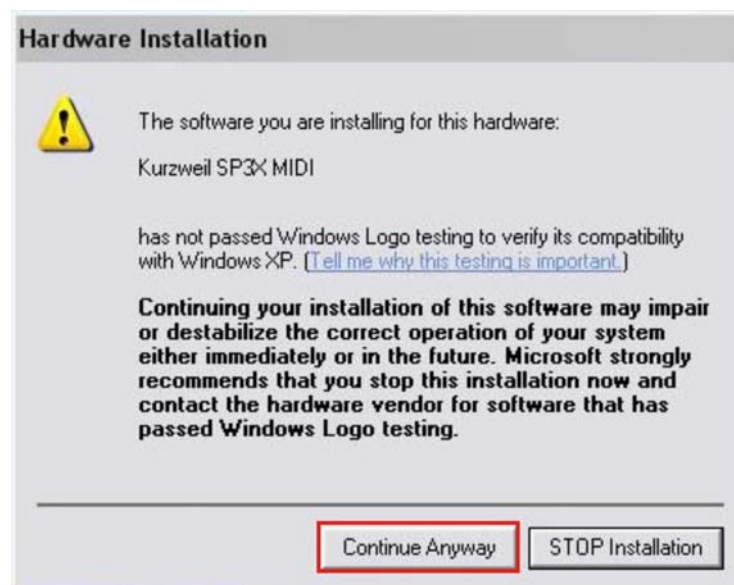 Hardware Installation
The software you are installing for this hardware:
Kurzweil SP3X MIDI
has not passed Windows Logo testing to verify its compatibility
with Windows XP. (Tell me why this testing is important.)
Continuing your installation of this software may impair
or destabilize the correct operation of your system
either immediately or in the future. Microsoft strongly
recommends that you stop this installation now and
contact the hardware vendor for software that has
passed Windows Logo testing.
Continue Anyway
STOP Installation